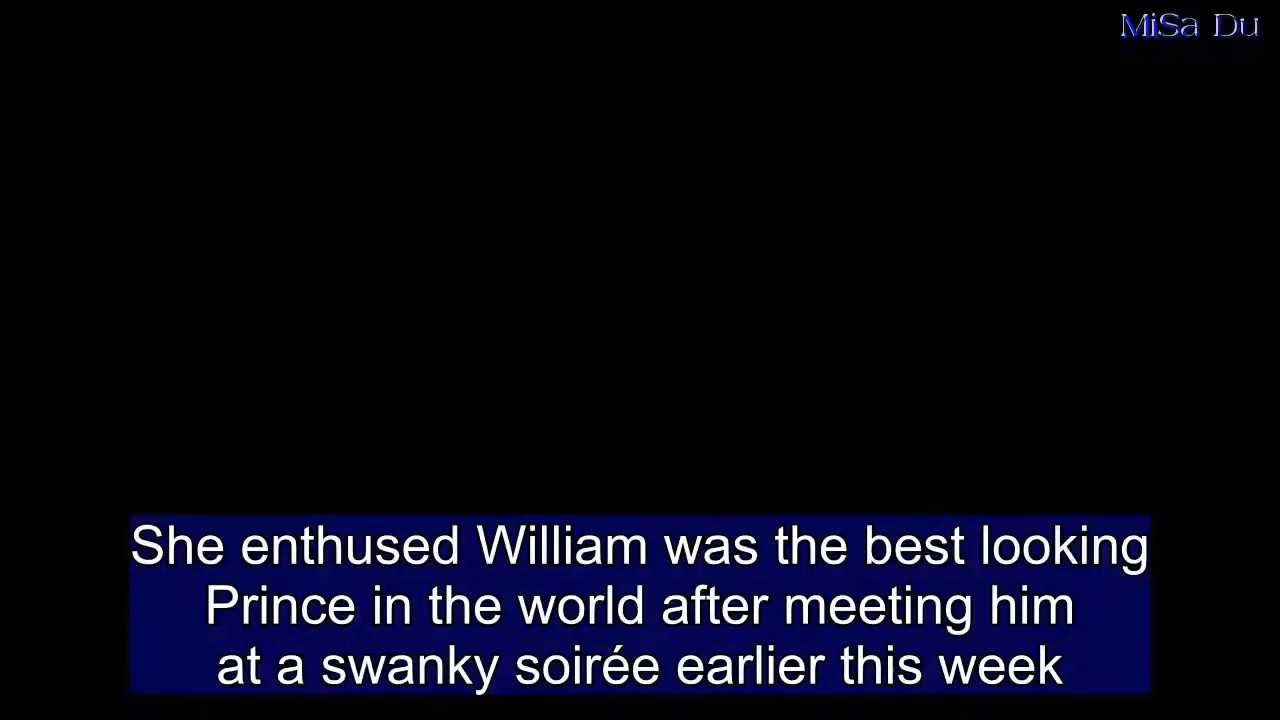 MiSa Du
She enthused William was the best looking
Prince in the world after meeting him
at a swanky soirée earlier this week